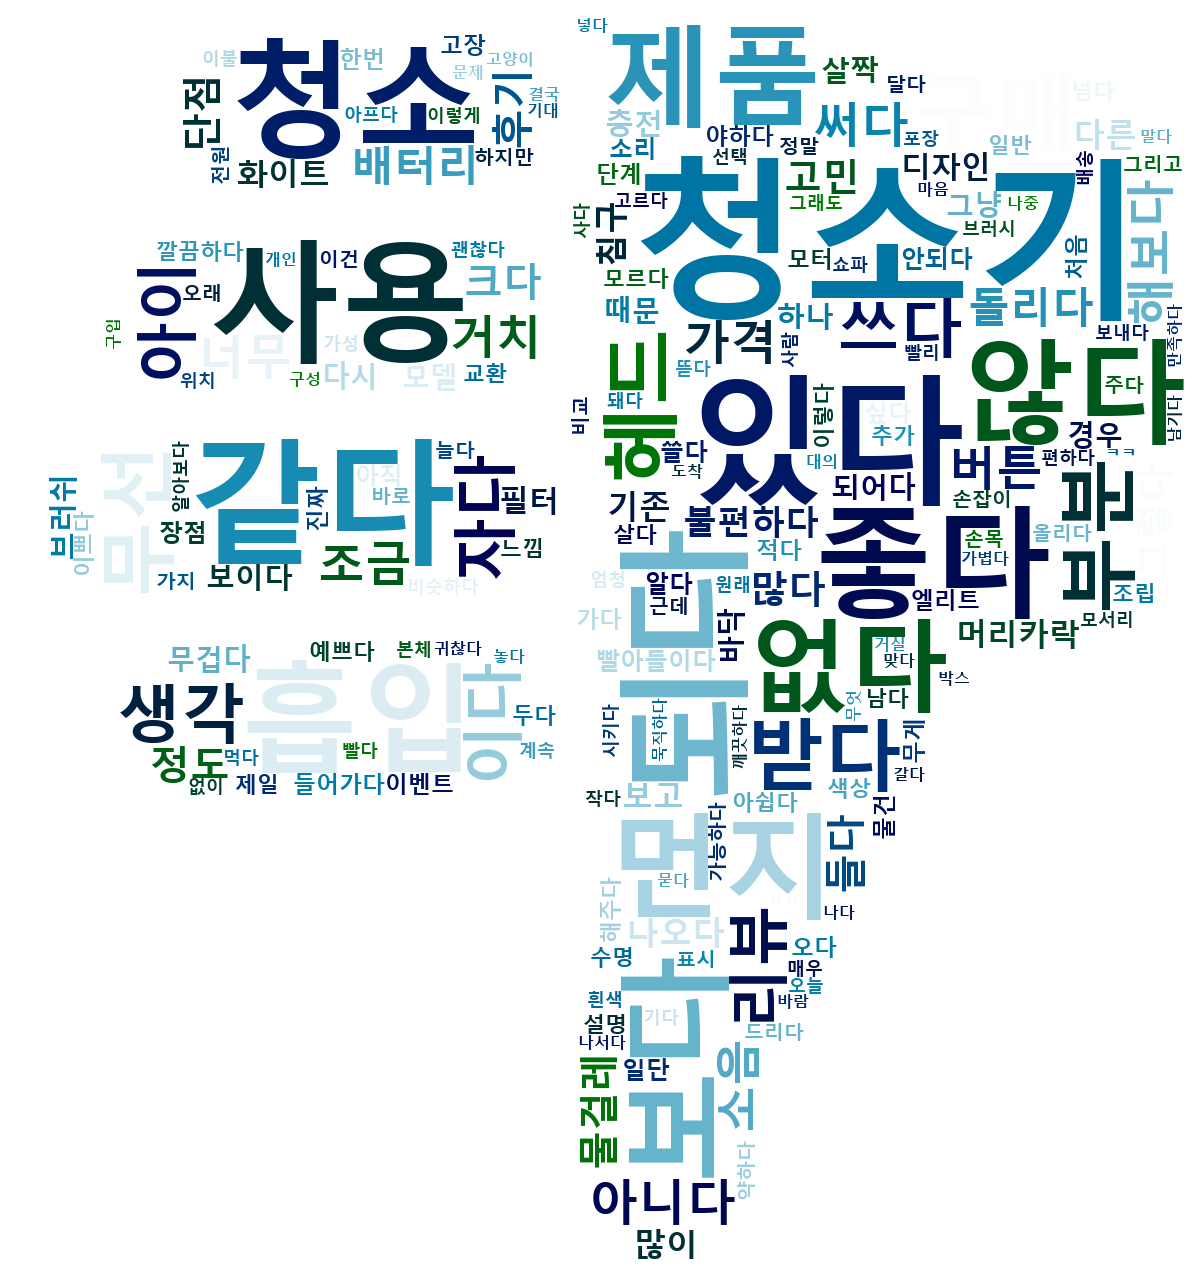 이불
청소
한번
고장
고양이
문제
단점
후기
결국
기대
아프다
이렇게
전원
화이트
배터리
하지만
깔끔하다
개인
이건
괜찮다
사용
크다
아이
오래
거치
구입
너무
가성
위치
구성
다시
모델
교환
같다
늘다
무선
알아보다
아직
바로
진짜
자다
필터
브러쉬
이쁘다
장점
조금
느낌
가지
보이다
비슷하다
무겁다
예쁘다
본체
귀찮다
놓다
생각
흡입
이다
두다
정도
먹다
빨다
계속
없이
제일
들어가다
이벤트
넣다
제품
살짝
달다
구매
넘다
충전
야하다
써다
포장
일반
다른
말다
소리
선택
정말
디자인
배송
그리고
단계
고민
마음
고르다
그래도
그냥
나중
사다
침구
청소기
브러시
해보다
모터
쇼파
안되다
처음
모르다
때문
하나
돌리다
가격
사람
쓰다
빨리
보내다
만족하다
헤드
뜯다
않다
주다
돼다
비교
있다
이렇다
싶다
추가
경우
남기다
쓸다
도착
대의
버튼
편하다
ㅋㅋ
되어다
기존
손잡이
부분
그렇다
살다
불편하다
좋다
손목
올리다
적다
가볍다
엄청
알다
원래
많다
엘리트
조립
근데
가다
되다
바닥
없다
머리카락
모서리
빨아들이다
거실
맞다
박스
시키다
묵직하다
깨끗하다
무엇
남다
받다
무게
갈다
작다
보고
아쉽다
색상
물건
가능하다
먼지
들다
묻다
해주다
나다
나오다
리뷰
오다
수명
표시
매우
오늘
흰색
보다
바람
설명
기다
드리다
나서다
일단
소음
물걸레
약하다
아니다
많이